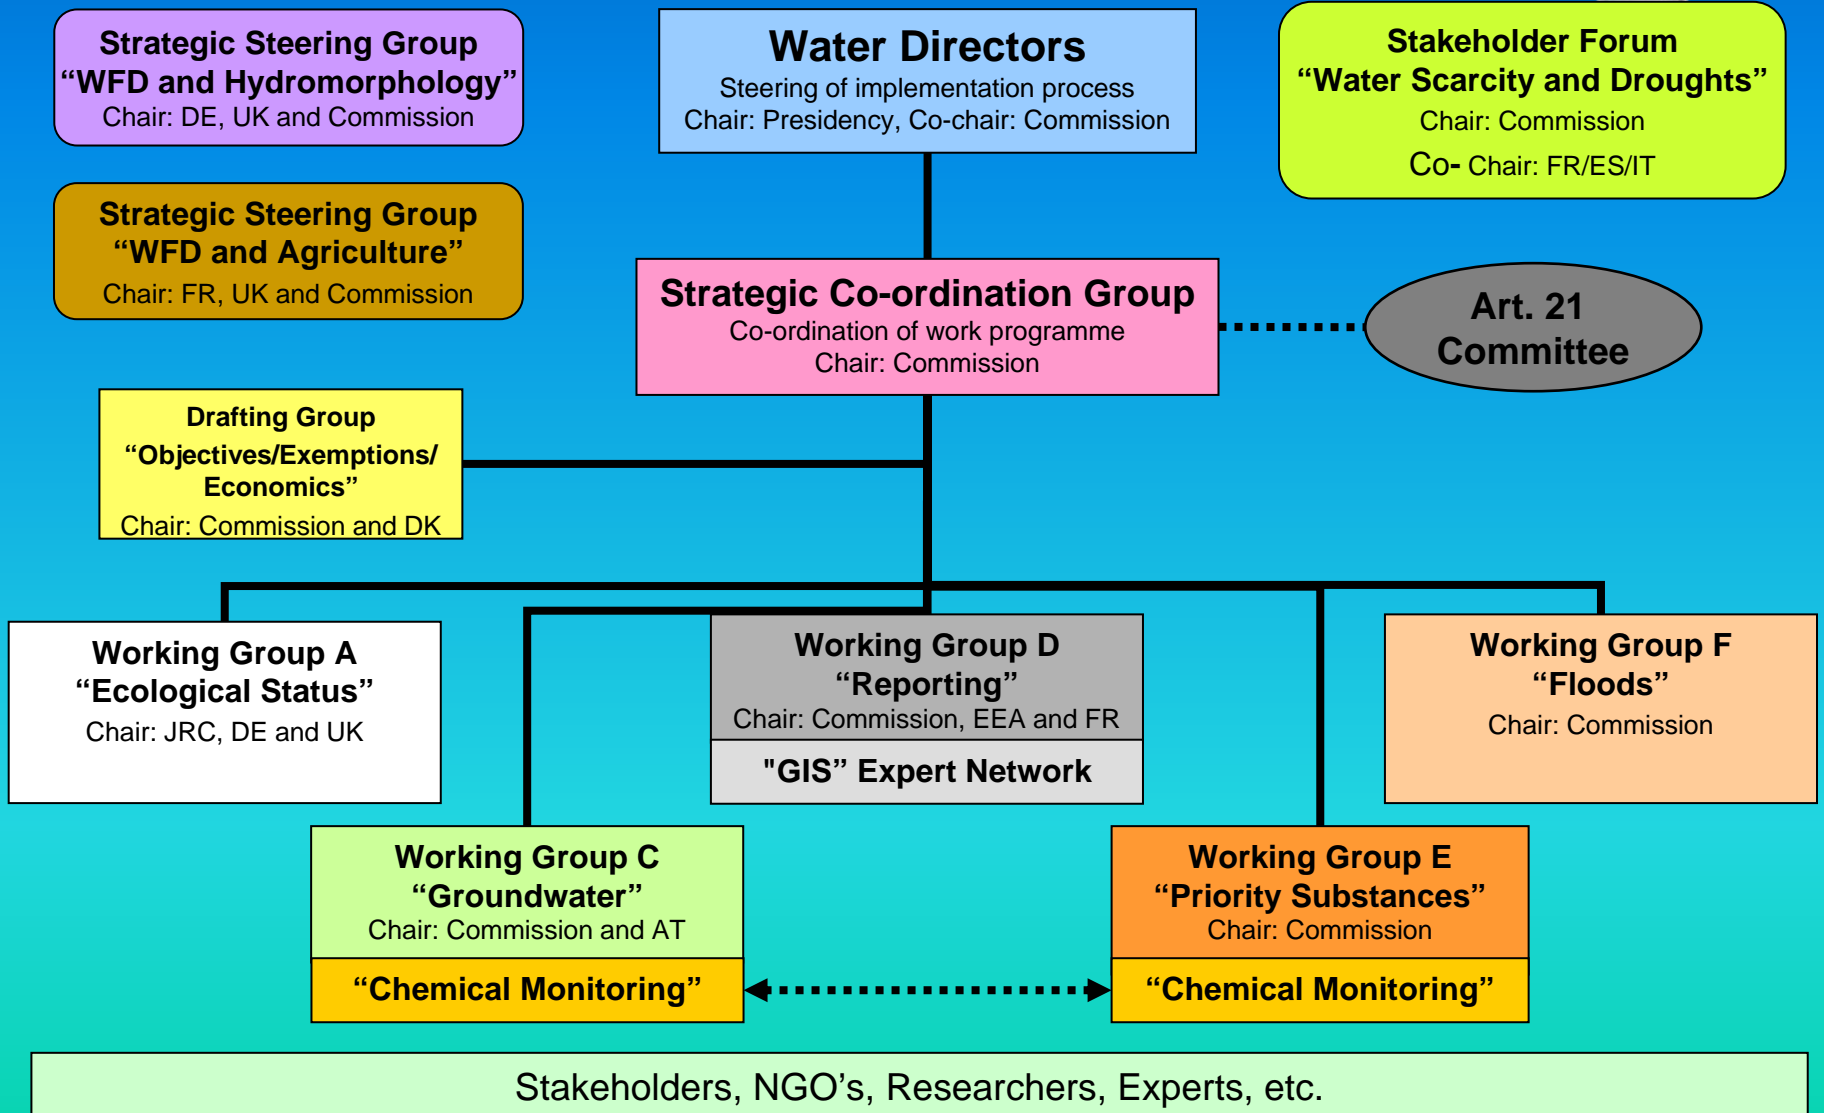 Strategic Steering Group
“WFD and Hydromorphology”
Chair: DE, UK and Commission
Water Directors
Steering of implementation process
Chair: Presidency, Co-chair: Commission
Stakeholder Forum
“Water Scarcity and Droughts”
Chair: Commission
Co- Chair: FR/ES/IT
Strategic Steering Group
“WFD and Agriculture”
Chair: FR, UK and Commission
Strategic Co-ordination Group
Co-ordination of work programme
Chair: Commission
Art. 21
Committee
Drafting Group
“Objectives/Exemptions/
Economics”
Chair: Commission and DK
Working Group A
“Ecological Status”
Chair: JRC, DE and UK
Working Group D
“Reporting”
Chair: Commission, EEA and FR
"GIS” Expert Network
Working Group F
“Floods”
Chair: Commission
Working Group C
“Groundwater”
Chair: Commission and AT
“Chemical Monitoring”
Working Group E
“Priority Substances”
Chair: Commission
“Chemical Monitoring”
Stakeholders, NGO’s, Researchers, Experts, etc.